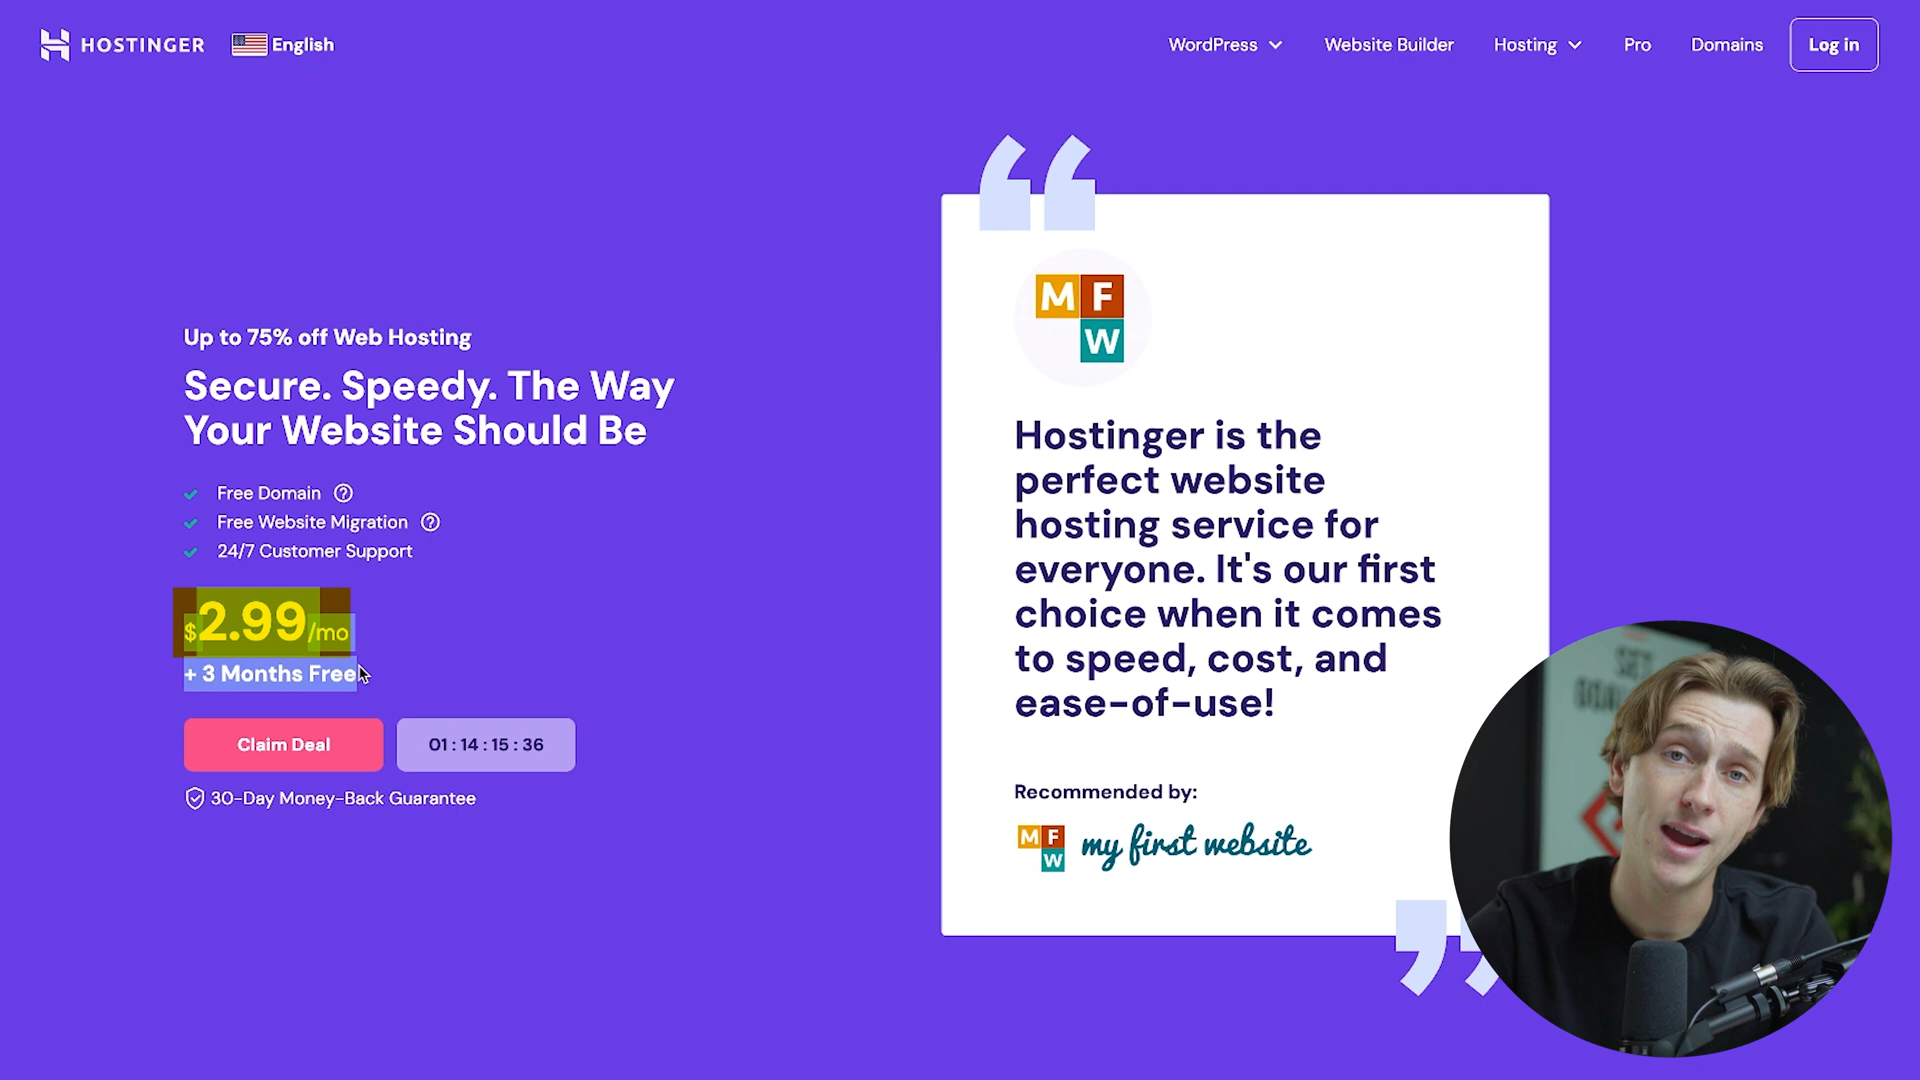 HOSTINGER
English
WordPress
Website Builder
Hosting
Pro
Domains
Log in
Up to 75% off Web Hosting
Secure. Speedy. The Way
Your Website Should Be
Free Domain
Free Website Migration
24/7 Customer Support
$2.99/mo
+ 3 Months Free
Claim Deal
01 : 14 : 15 : 36
30-Day Money-Back Guarantee
“
M F
W
Hostinger is the
perfect website
hosting service for
everyone. It's our first
choice when it comes
to speed, cost, and
ease-of-use!
Recommended by:
M F
W
my first website
”
SET